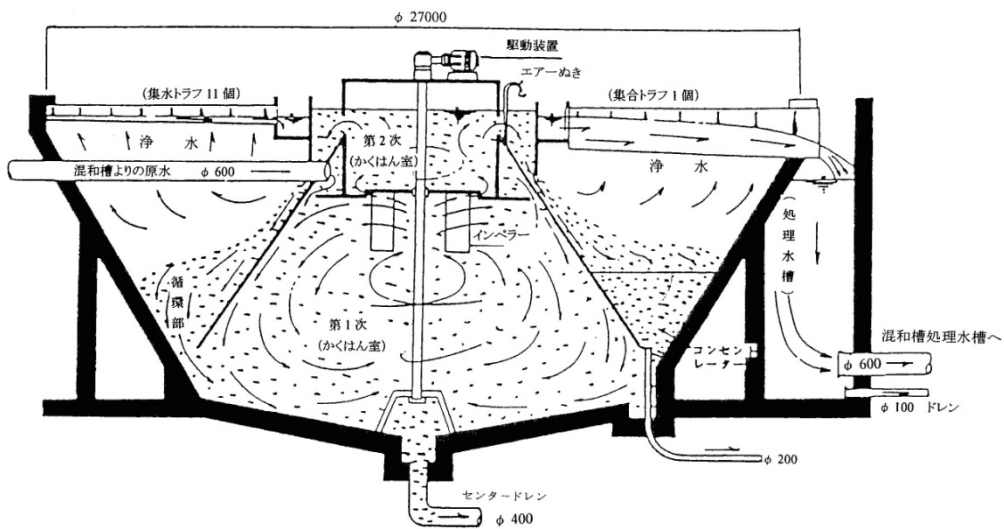 φ 27000
駆動装置
エアーぬき
(集水トラフ 11 個)
(集合トラフ 1 個)
浄 水
第2次
(かくはん室)
浄 水
混和槽よりの原水 φ 600
インペラー
(処理水槽)
循環部
第1次
(かくはん室)
コンセン
トレーター
混和槽処理水槽へ
φ 600
φ 100 ドレン
φ 200
センタードレン
φ 400